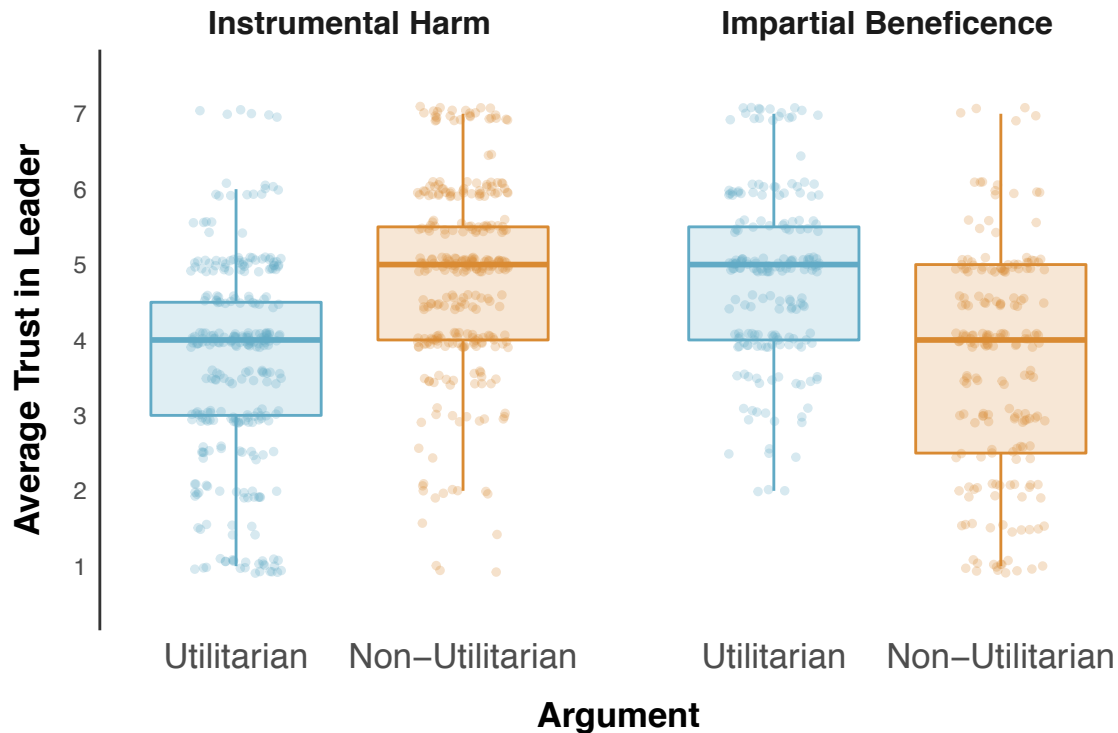 Instrumental Harm
Impartial Beneficence
Average Trust in Leader
7
6
5
4
3
2
1
Utilitarian
Non−Utilitarian
Utilitarian
Non−Utilitarian
Argument